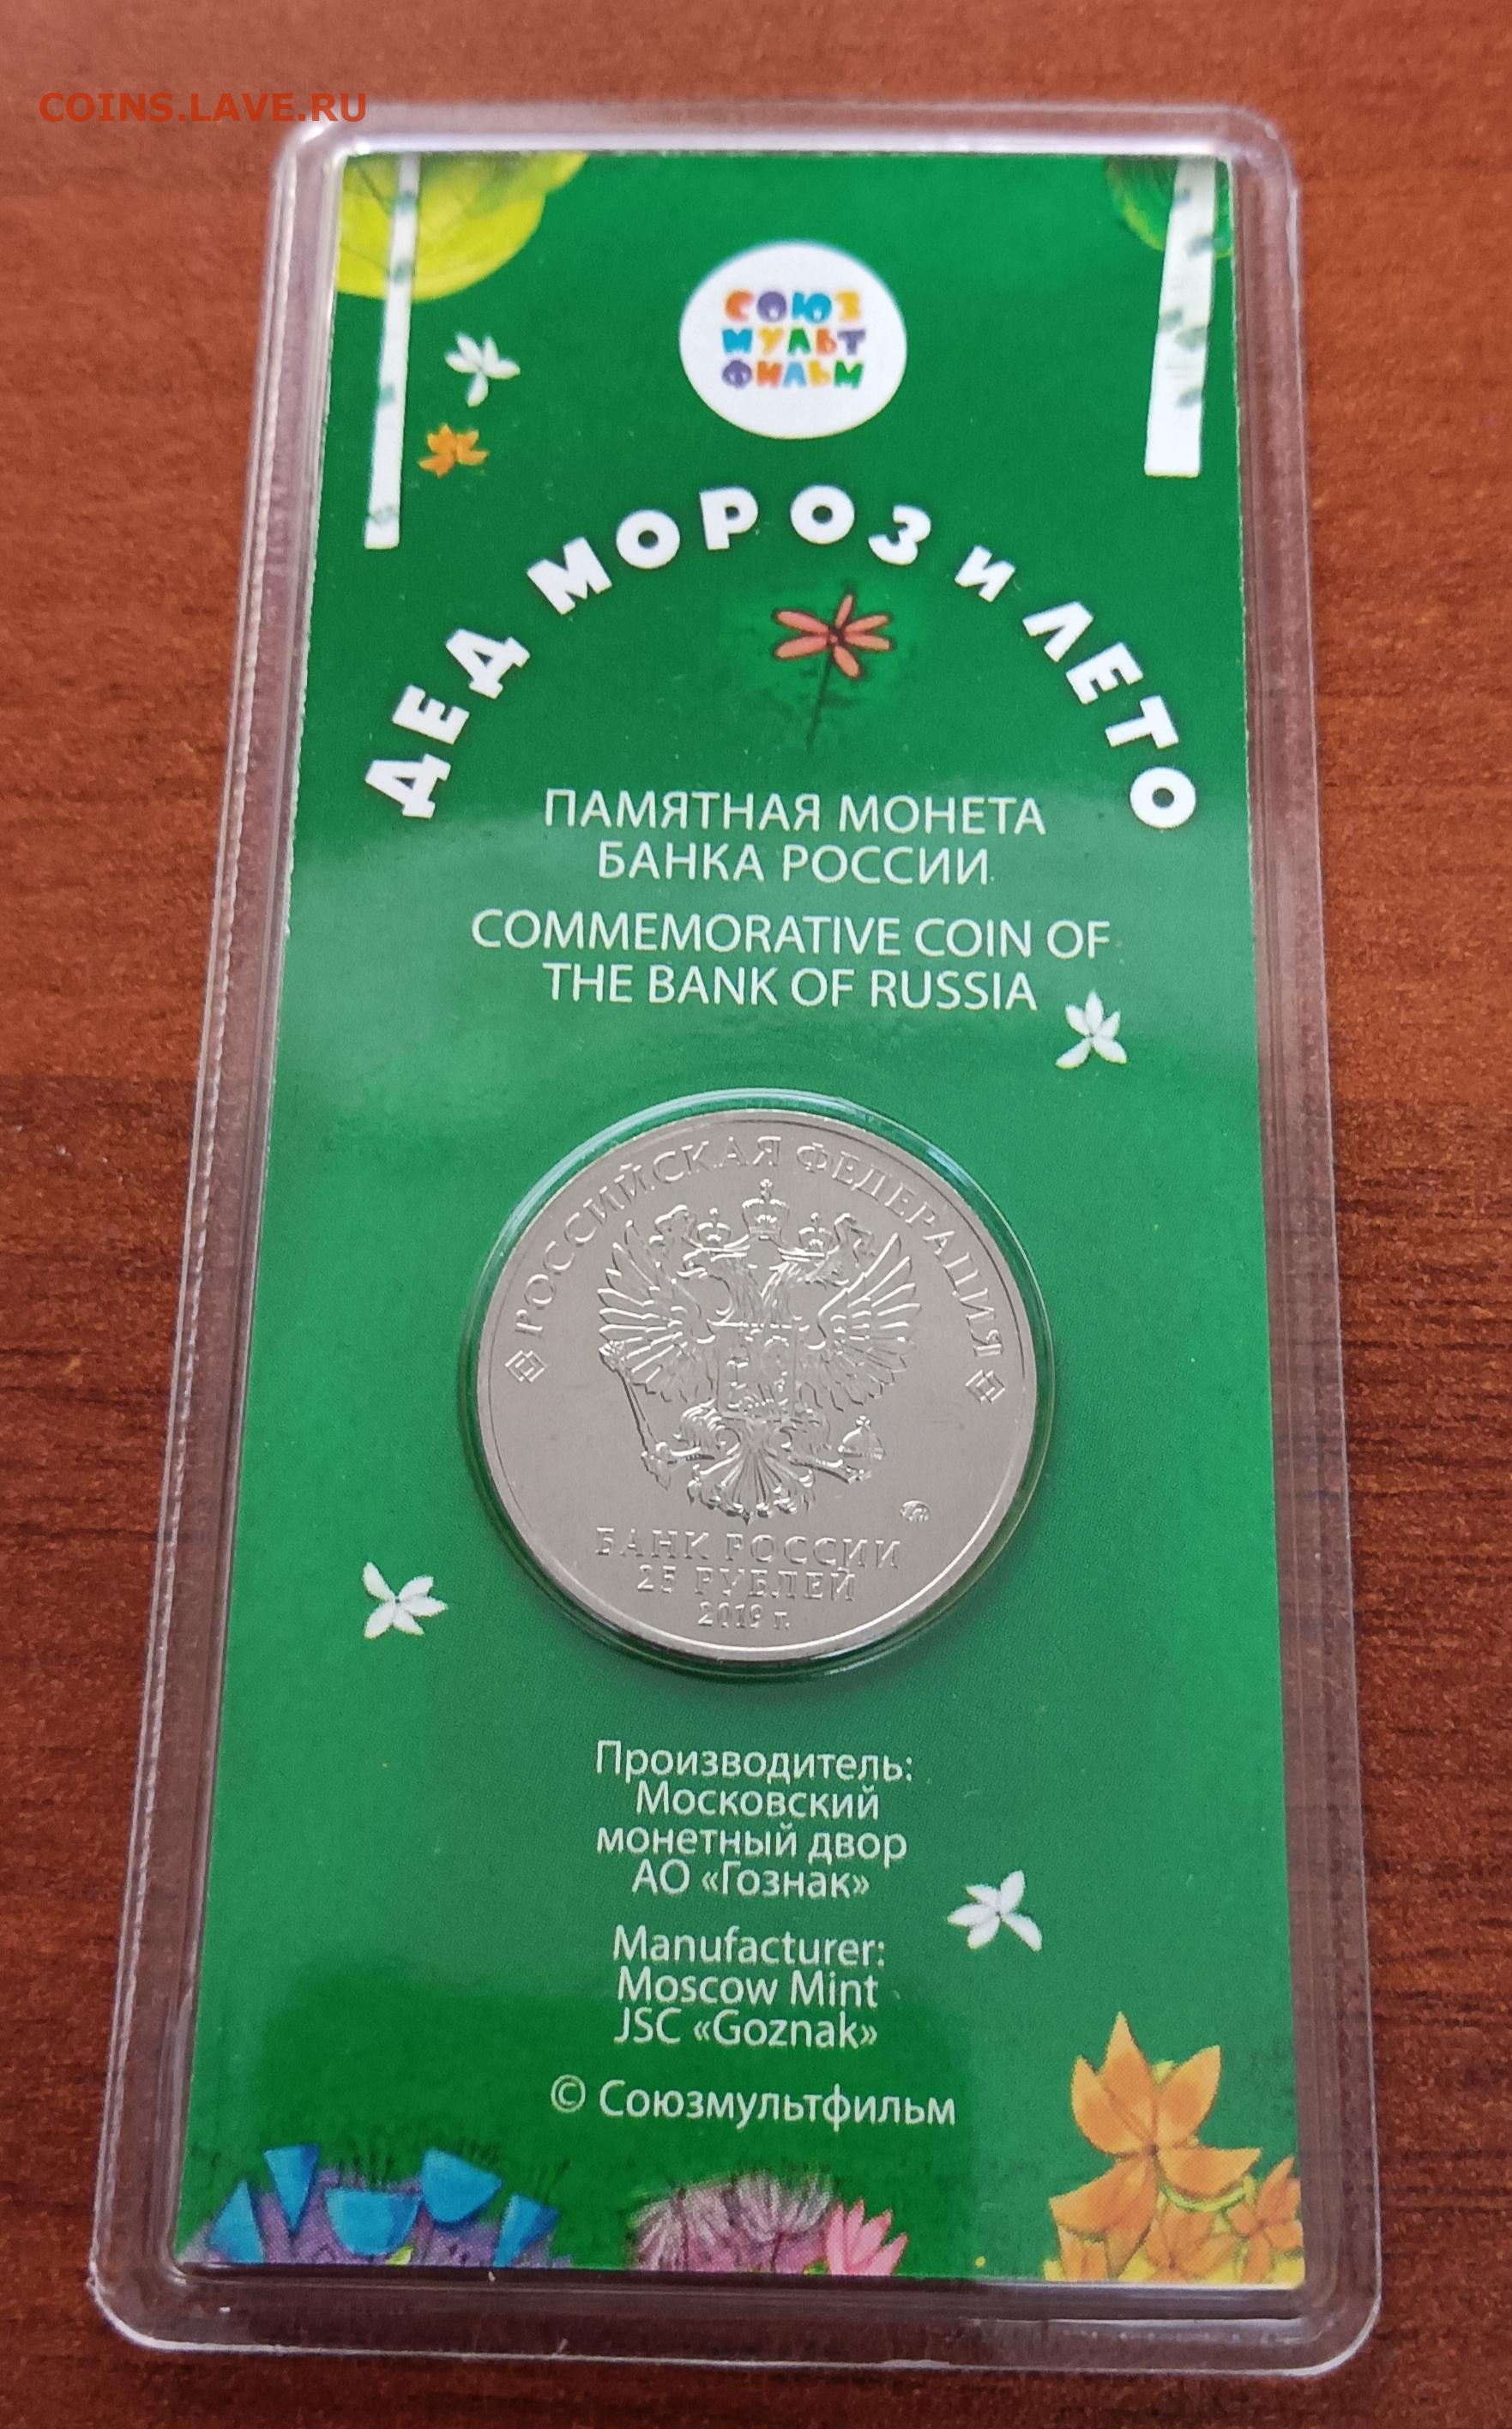 COINS.LAVE.RU
СОЮЗ
МУЛЬТ
ФИЛЬМ
ДЕД МОРОЗ и ЛЕТО
ПАМЯТНАЯ МОНЕТА
БАНКА РОССИИ
COMMEMORATIVE COIN OF
THE BANK OF RUSSIA
РОССИЙСКАЯ ФЕДЕРАЦИЯ
БАНК РОССИИ
25 РУБЛЕЙ
2019 г.
Производитель:
Московский
монетный двор
АО «Гознак»
Manufacturer:
Moscow Mint
JSC «Goznak»
© Союзмультфильм